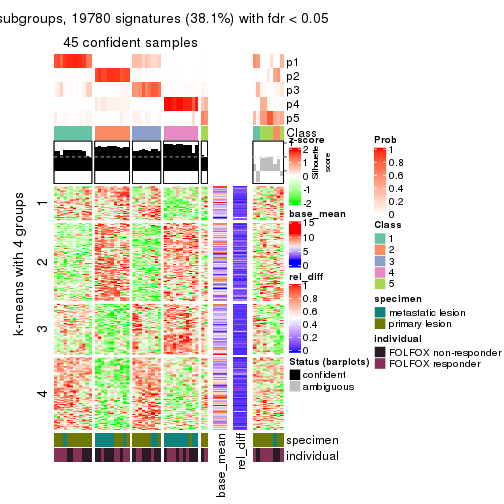 subgroups, 19780 signatures (38.1%) with fdr < 0.05
45 confident samples
p1
p2
p3
p4
p5
Class
z-score
2
1
0
-1
-2
Silhouette
score
1
base_mean
15
10
5
0
rel_diff
1
0.8
0.6
0.4
0.2
0
Status (barplots)
confident
ambiguous
Prob
1
0.8
0.6
0.4
0.2
0
Class
1
2
3
4
5
specimen
metastatic lesion
primary lesion
individual
FOLFOX non-responder
FOLFOX responder
k-means with 4 groups
1
2
3
4
specimen
individual
base_mean
rel_diff